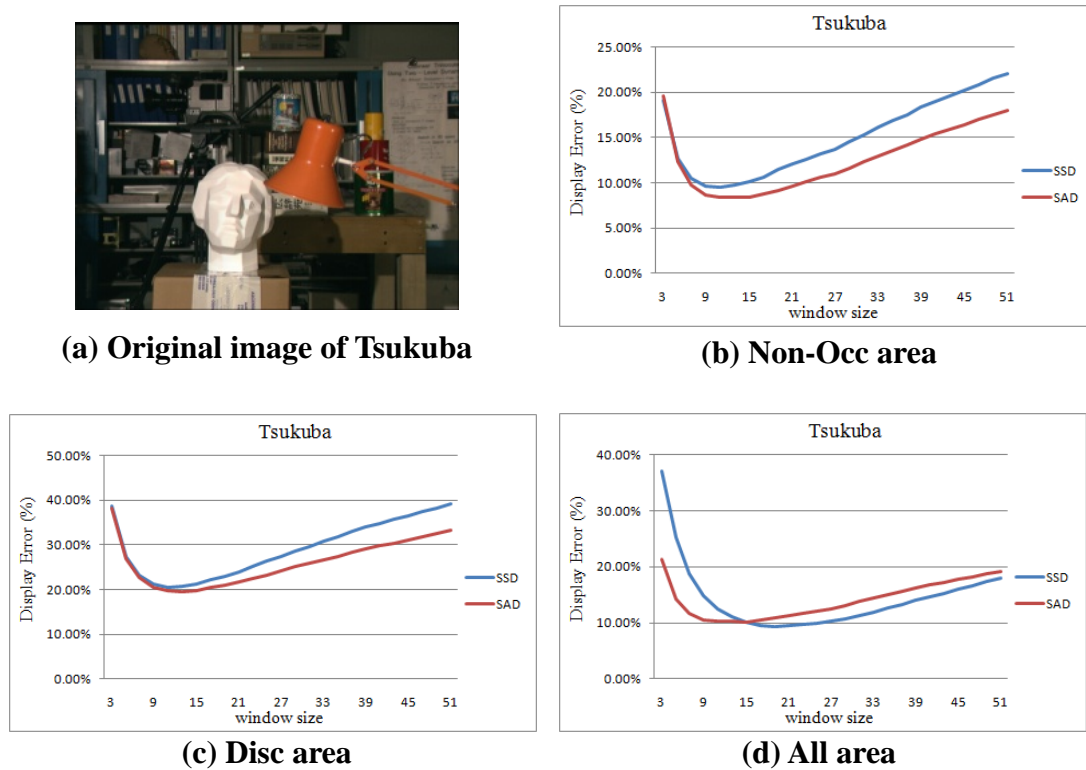 (a) Original image of Tsukuba
Tsukuba
Display Error (%)
25.00%
20.00%
15.00%
10.00%
5.00%
0.00%
3 9 15 21 27 33 39 45 51
window size
SSD
SAD
(b) Non-Occ area
Tsukuba
Display Error (%)
50.00%
40.00%
30.00%
20.00%
10.00%
0.00%
3 9 15 21 27 33 39 45 51
window size
SSD
SAD
(c) Disc area
Tsukuba
Display Error (%)
40.00%
30.00%
20.00%
10.00%
0.00%
3 9 15 21 27 33 39 45 51
window size
SSD
SAD
(d) All area